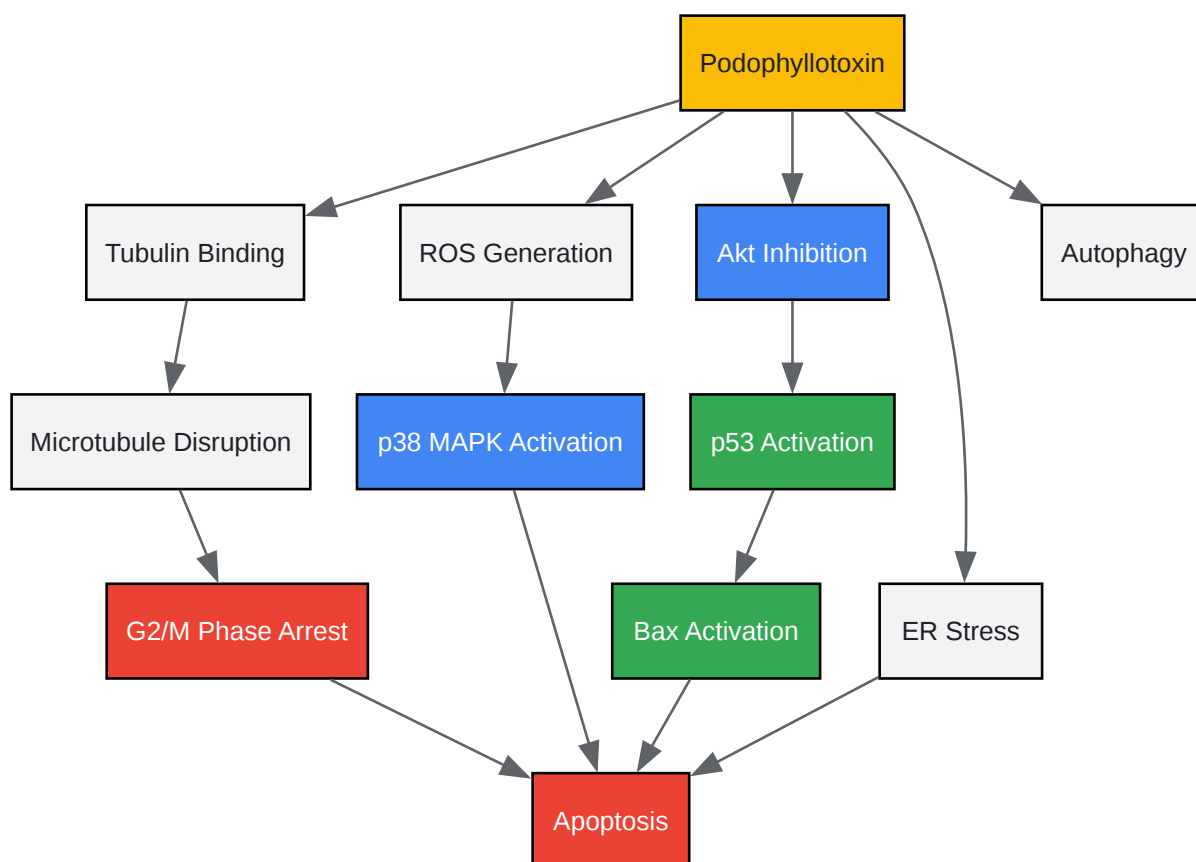 Podophyllotoxin
Tubulin Binding
ROS Generation
Akt Inhibition
Autophagy
Microtubule Disruption
p38 MAPK Activation
p53 Activation
G2/M Phase Arrest
Bax Activation
ER Stress
Apoptosis